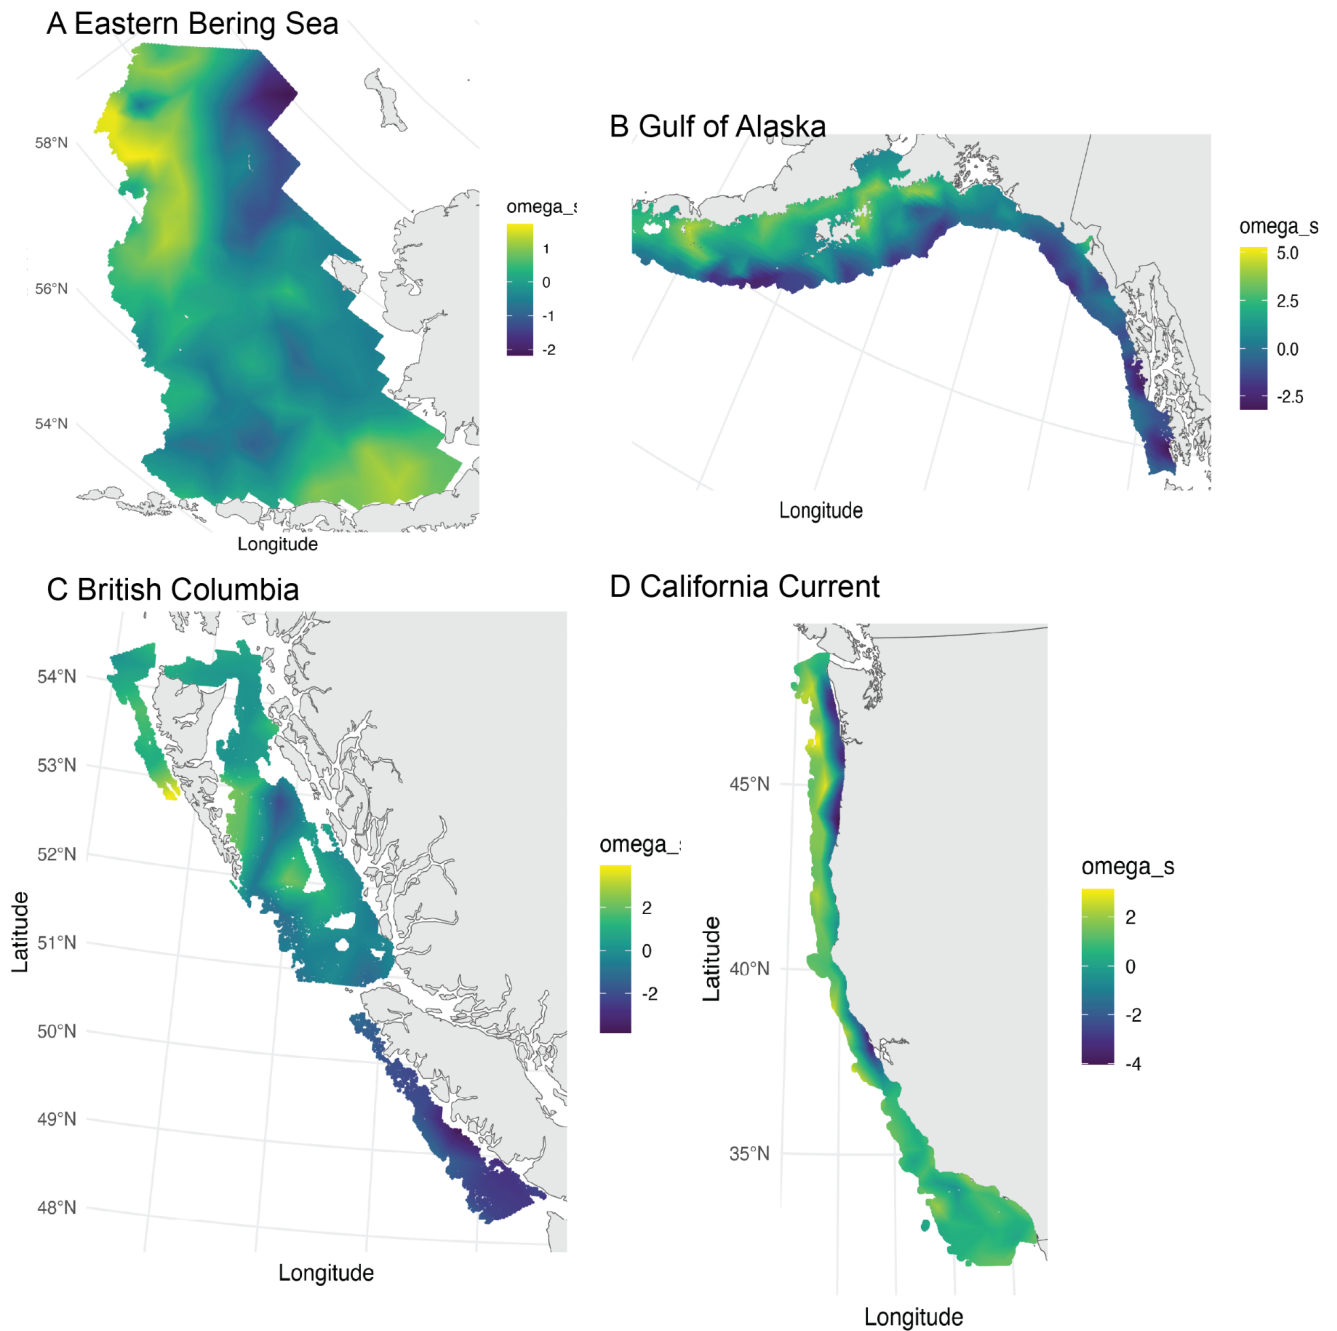 A Eastern Bering Sea
58°N
56°N
54°N
omega_s
1
0
-1
-2
Longitude
B Gulf of Alaska
omega_s
5.0
2.5
0.0
-2.5
Longitude
C British Columbia
54°N
53°N
52°N
51°N
50°N
49°N
48°N
Latitude
Longitude
omega_s
2
0
-2
D California Current
45°N
40°N
35°N
Latitude
Longitude
omega_s
2
0
-2
-4